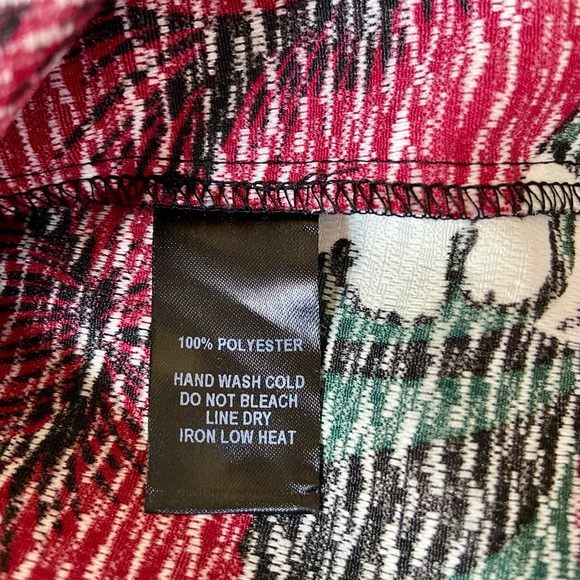 100% POLYESTER
HAND WASH COLD
DO NOT BLEACH
LINE DRY
IRON LOW HEAT